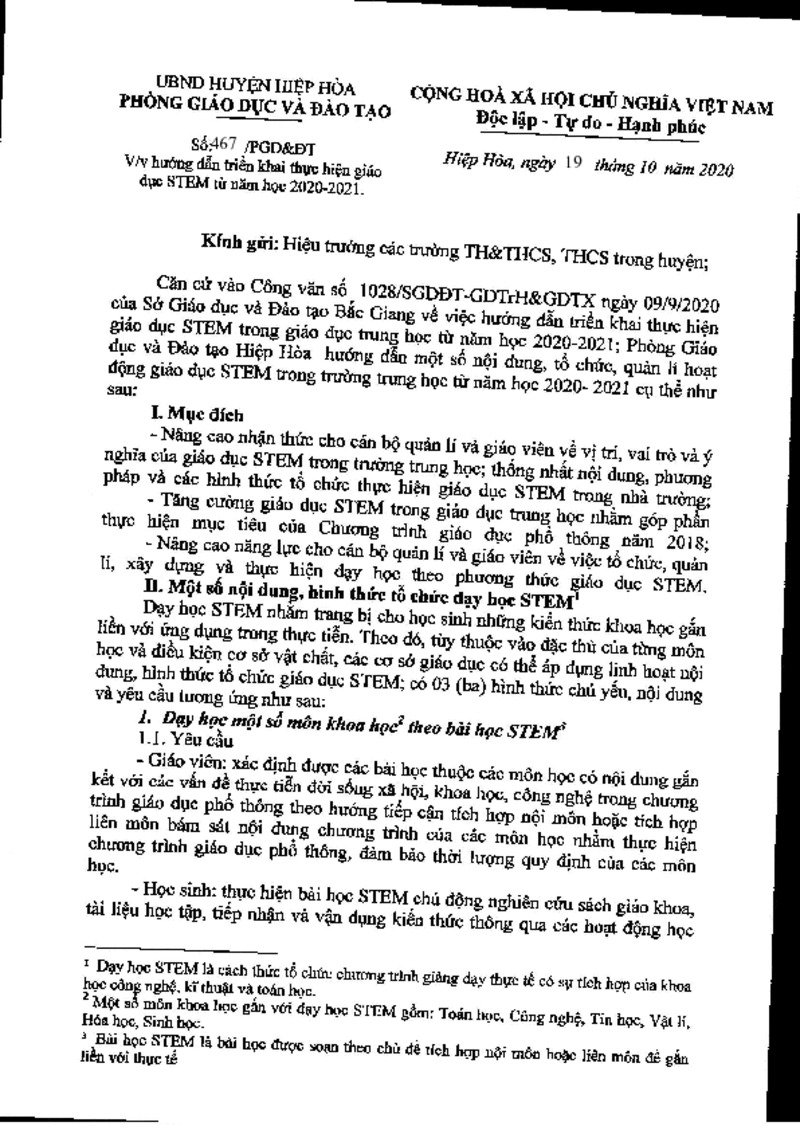 UBND HUYỆN HIỆP HÒA
PHÒNG GIÁO DỤC VÀ ĐÀO TẠO
CỘNG HOÀ XÃ HỘI CHỦ NGHĨA VIỆT NAM
Độc lập - Tự do - Hạnh phúc
Số:467 /PGD&ĐT
V/v hướng dẫn triển khai thực hiện giáo
dục STEM từ năm học 2020-2021.
Hiệp Hòa, ngày 19 tháng 10 năm 2020
Kính gửi: Hiệu trưởng các trường TH&THCS, THCS trong huyện;
Căn cứ vào Công văn số 1028/SGDĐT-GDTrH&GDTX ngày 09/9/2020
của Sở Giáo dục và Đào tạo Bắc Giang về việc hướng dẫn triển khai thực hiện
giáo dục STEM trong giáo dục trung học từ năm học 2020-2021; Phòng Giáo
dục và Đào tạo Hiệp Hòa hướng dẫn một số nội dung, tổ chức, quản lí hoạt
động giáo dục STEM trong trường trung học từ năm học 2020- 2021 cụ thể như
sau:
I. Mục đích
- Nâng cao nhận thức cho cán bộ quản lí và giáo viên về vị trí, vai trò và ý
nghĩa của giáo dục STEM trong trường trung học; thống nhất nội dung, phương
pháp và các hình thức tổ chức thực hiện giáo dục STEM trong nhà trường;
- Tăng cường giáo dục STEM trong giáo dục trung học nhằm góp phần
thực hiện mục tiêu của Chương trình giáo dục phổ thông năm 2018;
- Nâng cao năng lực cho cán bộ quản lí và giáo viên về việc tổ chức, quản
lí, xây dựng và thực hiện dạy học theo phương thức giáo dục STEM.
II. Một số nội dung, hình thức tổ chức dạy học STEM¹
Dạy học STEM nhằm trang bị cho học sinh những kiến thức khoa học gắn
liền với ứng dụng trong thực tiễn. Theo đó, tùy thuộc vào đặc thù của từng môn
học và điều kiện cơ sở vật chất, các cơ sở giáo dục có thể áp dụng linh hoạt nội
dung, hình thức tổ chức giáo dục STEM; có 03 (ba) hình thức chủ yếu, nội dung
và yêu cầu tương ứng như sau:
1. Dạy học một số môn khoa học² theo bài học STEM³
1.1. Yêu cầu
- Giáo viên: xác định được các bài học thuộc các môn học có nội dung gắn
kết với các vấn đề thực tiễn đời sống xã hội, khoa học, công nghệ trong chương
trình giáo dục phổ thông theo hướng tiếp cận tích hợp nội môn hoặc tích hợp
liên môn bám sát nội dung chương trình của các môn học nhằm thực hiện
chương trình giáo dục phổ thông, đảm bảo thời lượng quy định của các môn
học.
- Học sinh: thực hiện bài học STEM chủ động nghiên cứu sách giáo khoa,
tài liệu học tập, tiếp nhận và vận dụng kiến thức thông qua các hoạt động học
¹ Dạy học STEM là cách thức tổ chức chương trình giảng dạy thực tế có sự tích hợp của khoa
học công nghệ, kĩ thuật và toán học.
² Một số môn khoa học gắn với dạy học STEM gồm: Toán học, Công nghệ, Tin học, Vật lí,
Hóa học, Sinh học.
³ Bài học STEM là bài học được soạn theo chủ đề tích hợp nội môn hoặc liên môn để gắn
liền với thực tế